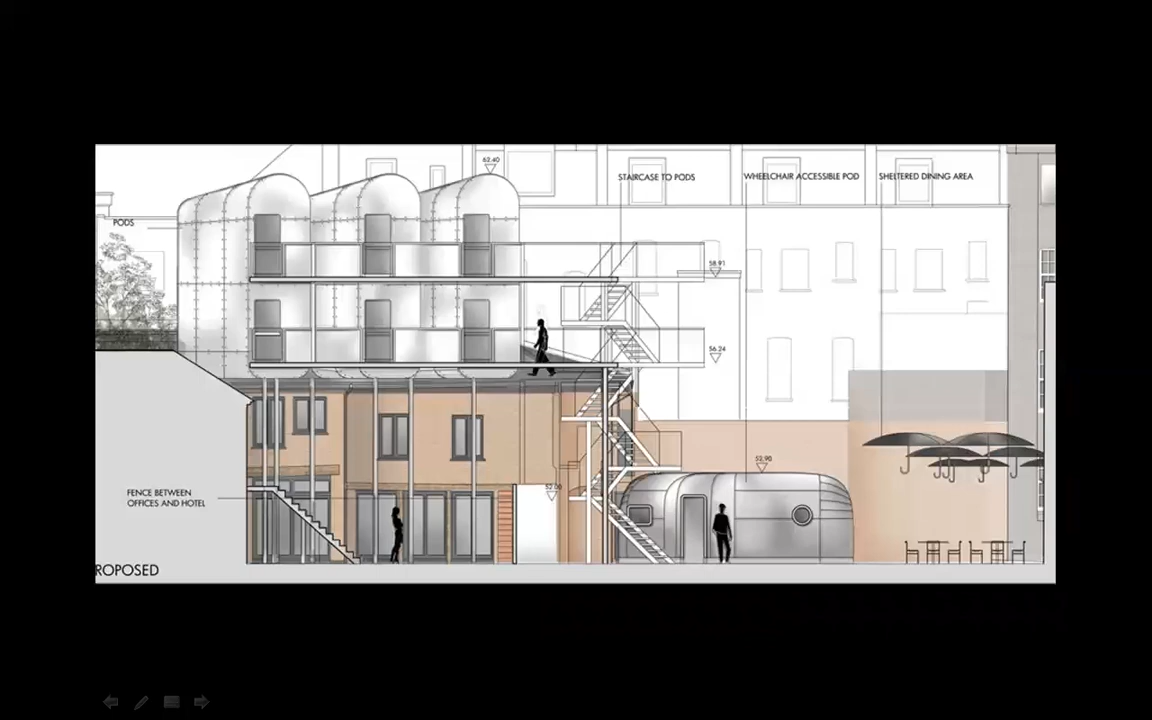 62.40
STAIRCASE TO PODS
WHEELCHAIR ACCESSIBLE POD
SHELTERED DINING AREA
PODS
58.91
56.24
52.90
52.00
FENCE BETWEEN
OFFICES AND HOTEL
ROPOSED